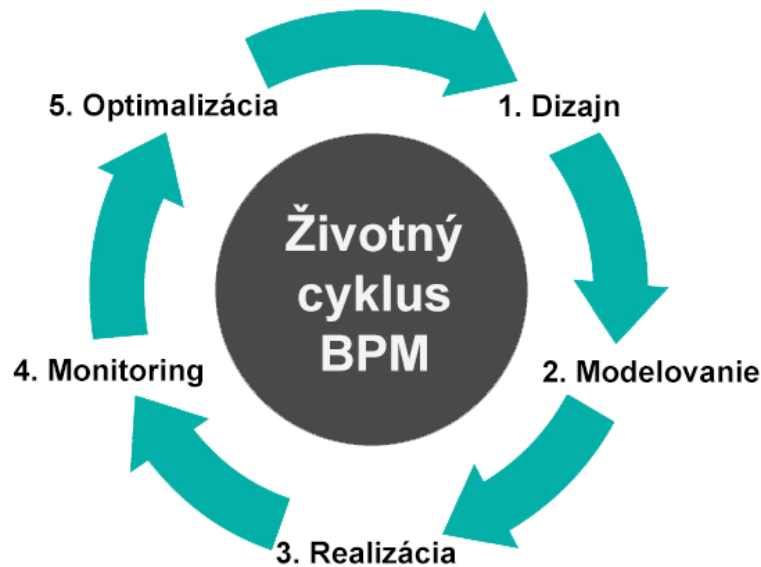 Životný
cyklus
BPM
1. Dizajn
2. Modelovanie
3. Realizácia
4. Monitoring
5. Optimalizácia